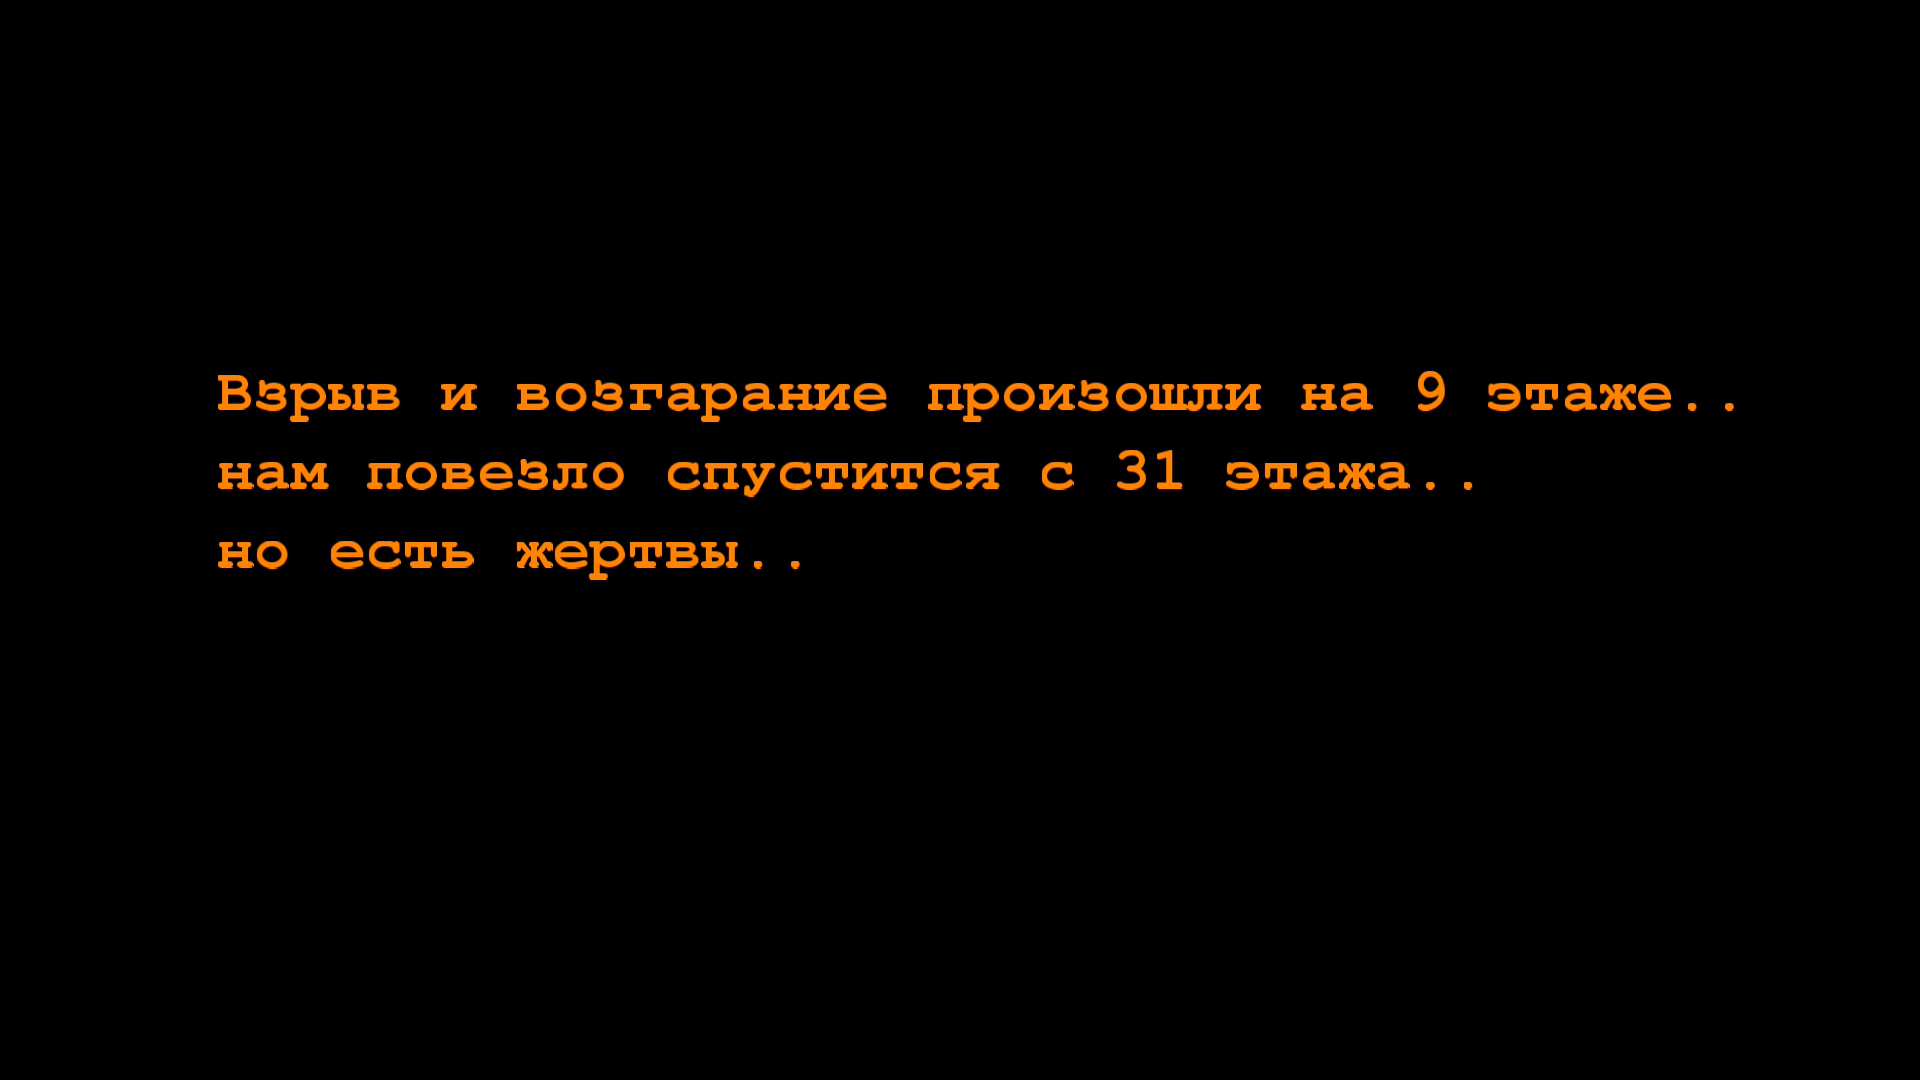 Взрыв и возгарание произошли на 9 этаже..
нам повезло спустится с 31 этажа..
но есть жертвы..